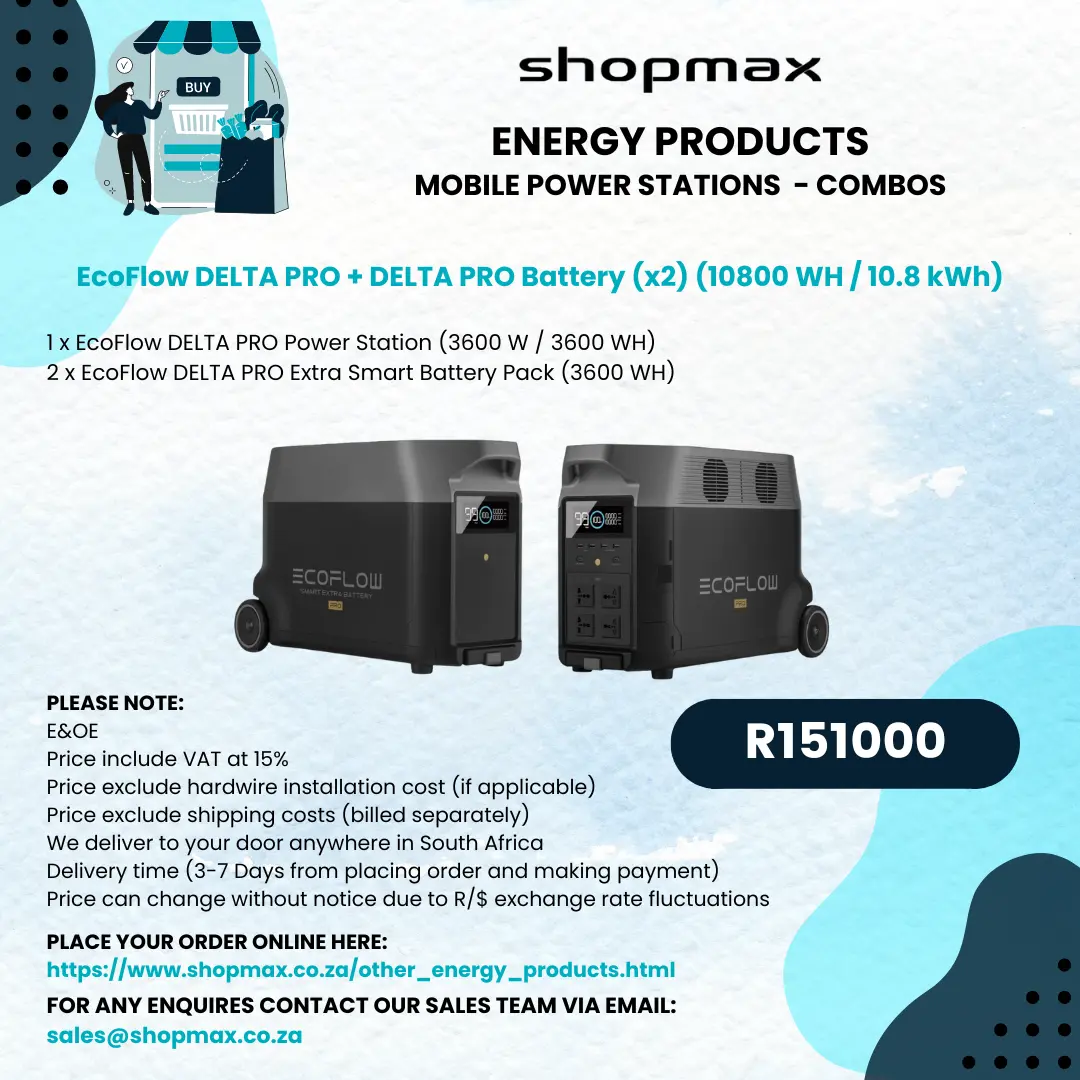 BUY
shopmax
ENERGY PRODUCTS
MOBILE POWER STATIONS - COMBOS
EcoFlow DELTA PRO + DELTA PRO Battery (x2) (10800 WH / 10.8 kWh)
1 x EcoFlow DELTA PRO Power Station (3600 W / 3600 WH)
2 x EcoFlow DELTA PRO Extra Smart Battery Pack (3600 WH)
99 100
ECOFLOW
SMART EXTRA BATTERY
PRO
99 100
ECOFLOW
PRO
PLEASE NOTE:
E&OE
Price include VAT at 15%
Price exclude hardwire installation cost (if applicable)
Price exclude shipping costs (billed separately)
We deliver to your door anywhere in South Africa
Delivery time (3-7 Days from placing order and making payment)
Price can change without notice due to R/$ exchange rate fluctuations
R151000
PLACE YOUR ORDER ONLINE HERE:
https://www.shopmax.co.za/other_energy_products.html
FOR ANY ENQUIRES CONTACT OUR SALES TEAM VIA EMAIL:
sales@shopmax.co.za